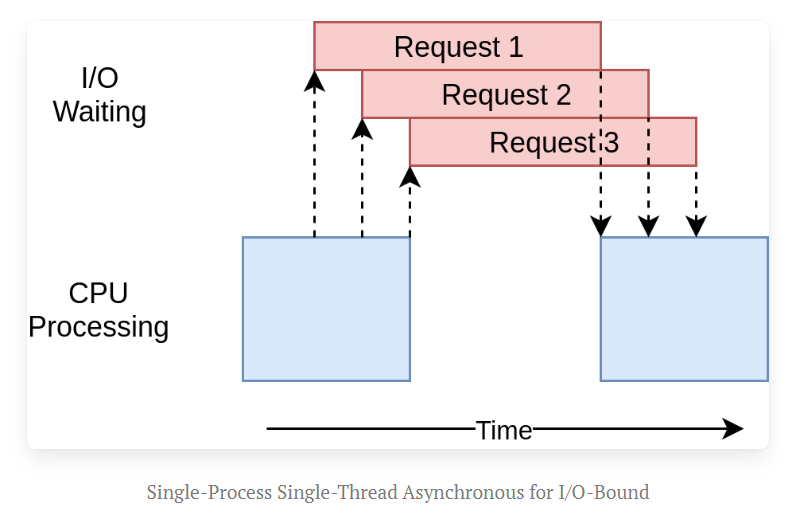 Request 1
I/O
Waiting
Request 2
Request 3
CPU
Processing
Time
Single-Process Single-Thread Asynchronous for I/O-Bound